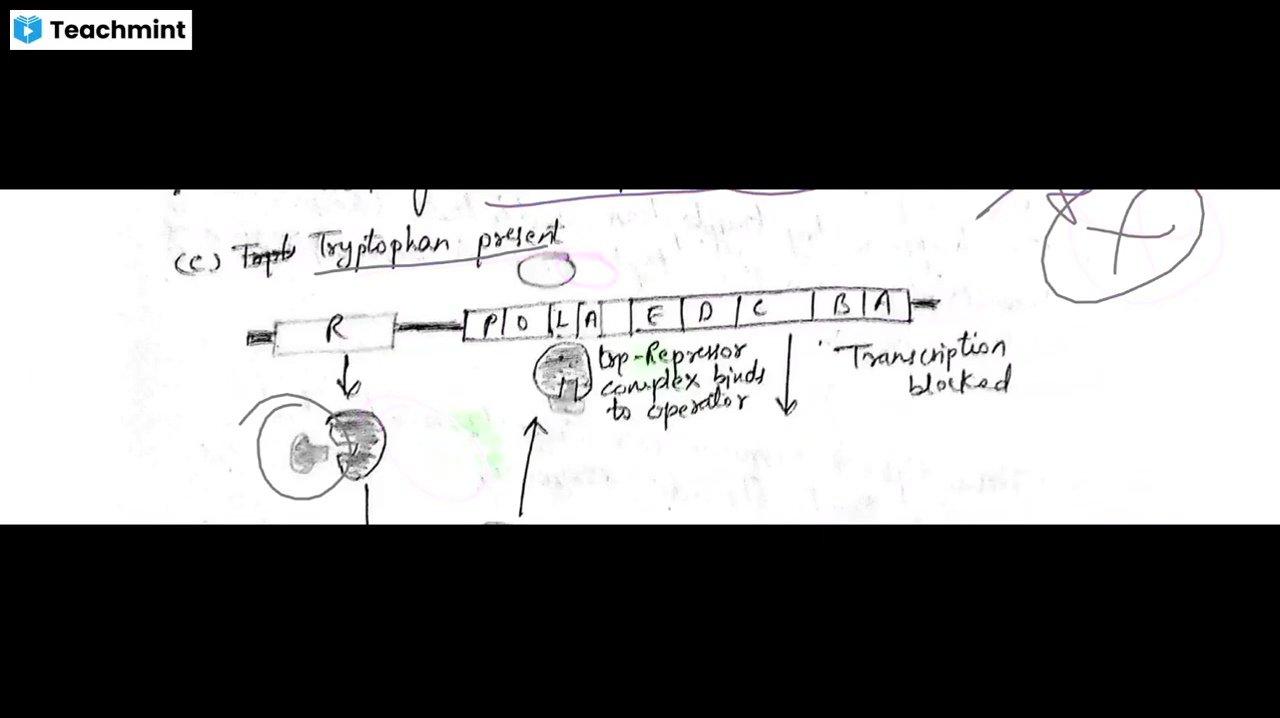 Teachmint
(c) Tryptophan present
R
P O L A E D C B A
trp-Repressor
complex binds
to operator
Transcription
blocked